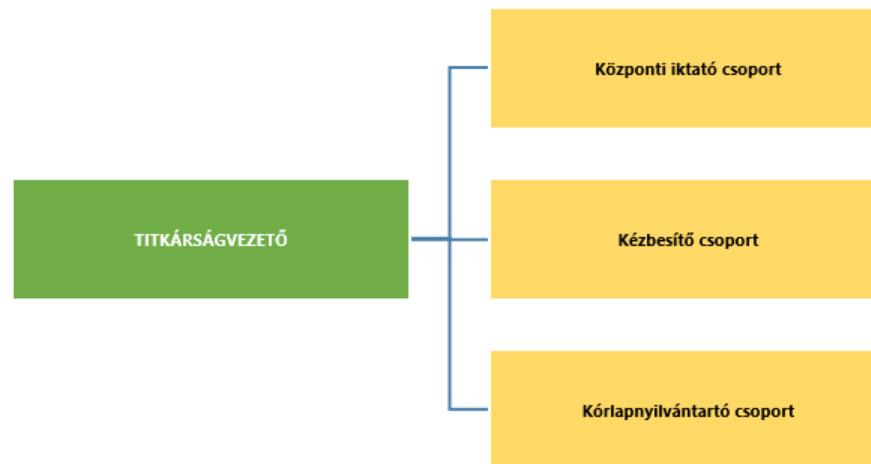 Központi iktató csoport
TITKÁRSÁGVEZETŐ
Kézbesítő csoport
Kórlapnyilvántartó csoport